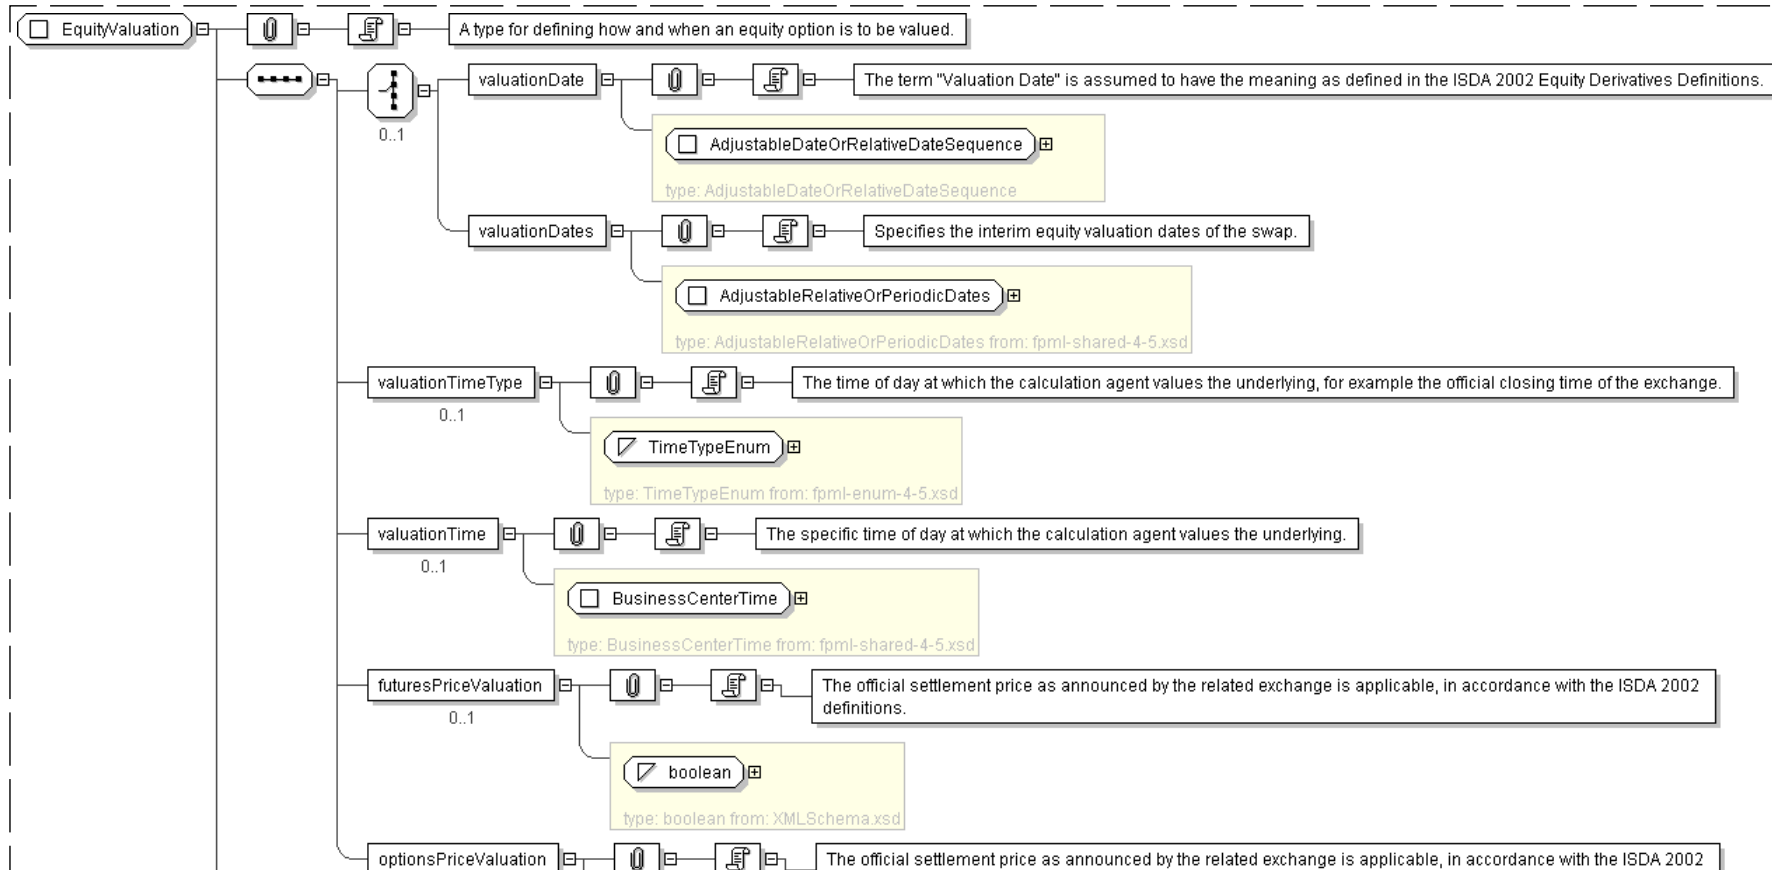 EquityValuation
A type for defining how and when an equity option is to be valued.
valuationDate
The term "Valuation Date" is assumed to have the meaning as defined in the ISDA 2002 Equity Derivatives Definitions.
0..1
AdjustableDateOrRelativeDateSequence
type: AdjustableDateOrRelativeDateSequence
valuationDates
Specifies the interim equity valuation dates of the swap.
AdjustableRelativeOrPeriodicDates
type: AdjustableRelativeOrPeriodicDates from: fpml-shared-4-5.xsd
valuationTimeType
The time of day at which the calculation agent values the underlying, for example the official closing time of the exchange.
0..1
TimeTypeEnum
type: TimeTypeEnum from: fpml-enum-4-5.xsd
valuationTime
The specific time of day at which the calculation agent values the underlying.
0..1
BusinessCenterTime
type: BusinessCenterTime from: fpml-shared-4-5.xsd
futuresPriceValuation
The official settlement price as announced by the related exchange is applicable, in accordance with the ISDA 2002
definitions.
0..1
boolean
type: boolean from: XMLSchema.xsd
optionsPriceValuation
The official settlement price as announced by the related exchange is applicable, in accordance with the ISDA 2002